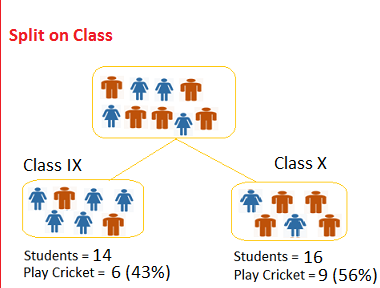 Split on Class
Class IX
Students = 14
Play Cricket = 6 (43%)
Class X
Students = 16
Play Cricket = 9 (56%)